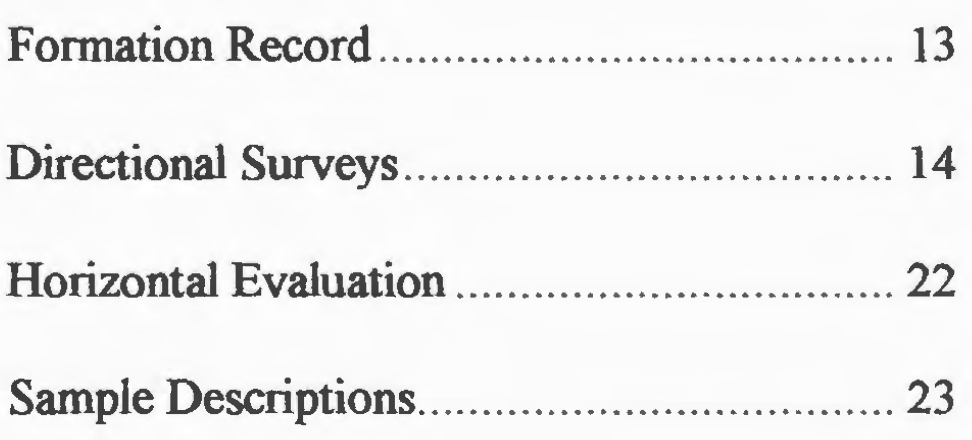 Formation Record ........................................ 13
Directional Surveys ...................................... 14
Horizontal Evaluation .................................. 22
Sample Descriptions ..................................... 23